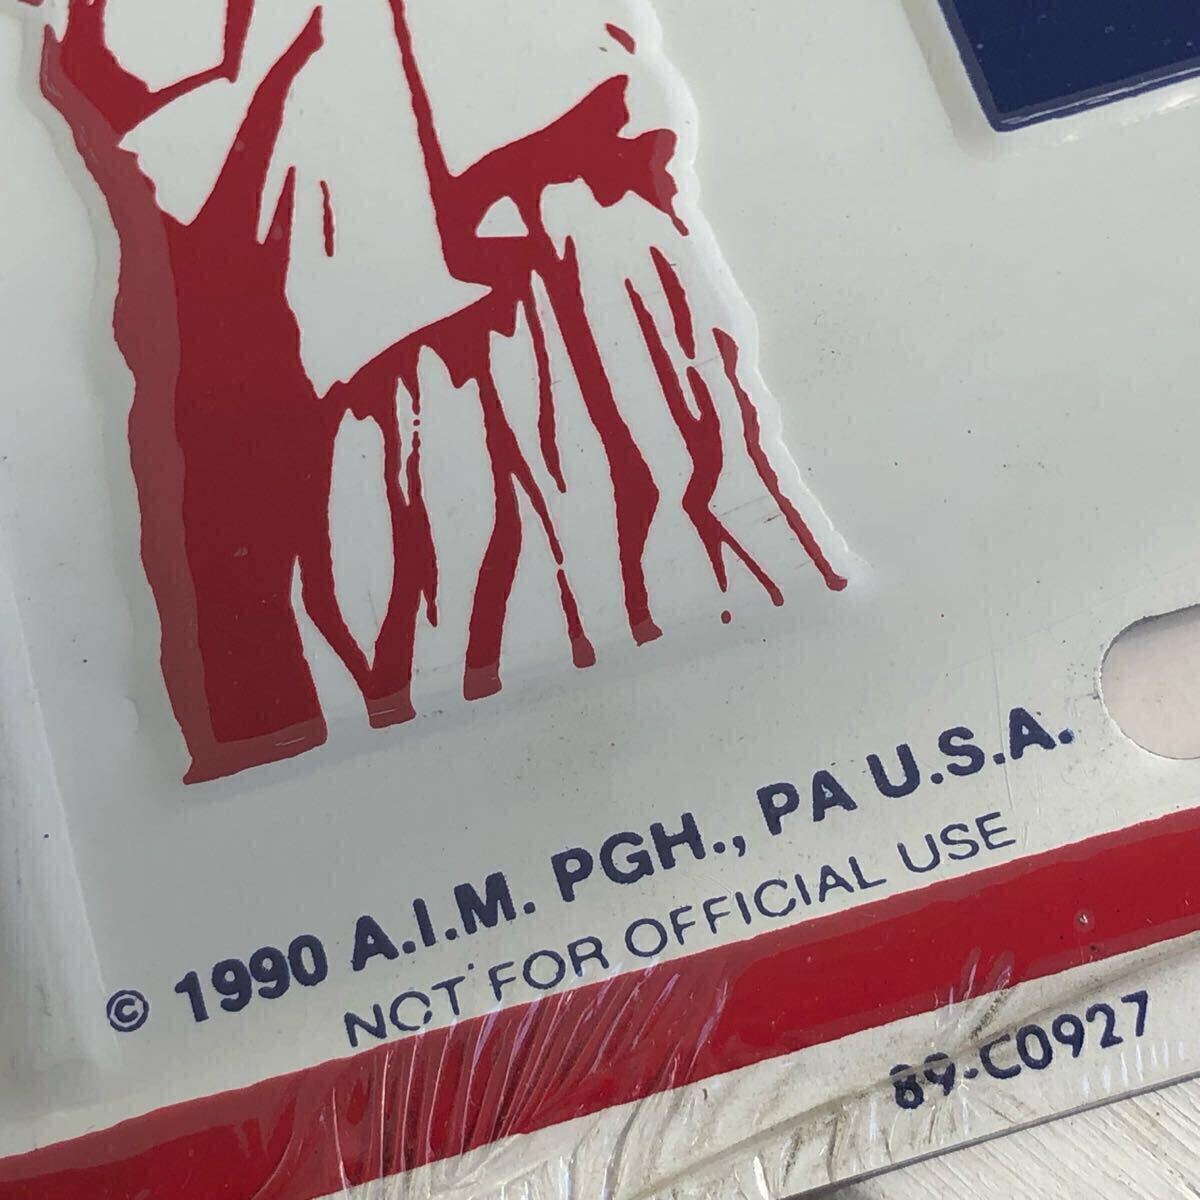 © 1990 A.I.M. PGH., PA U.S.A.
NOT FOR OFFICIAL USE
89-C0927